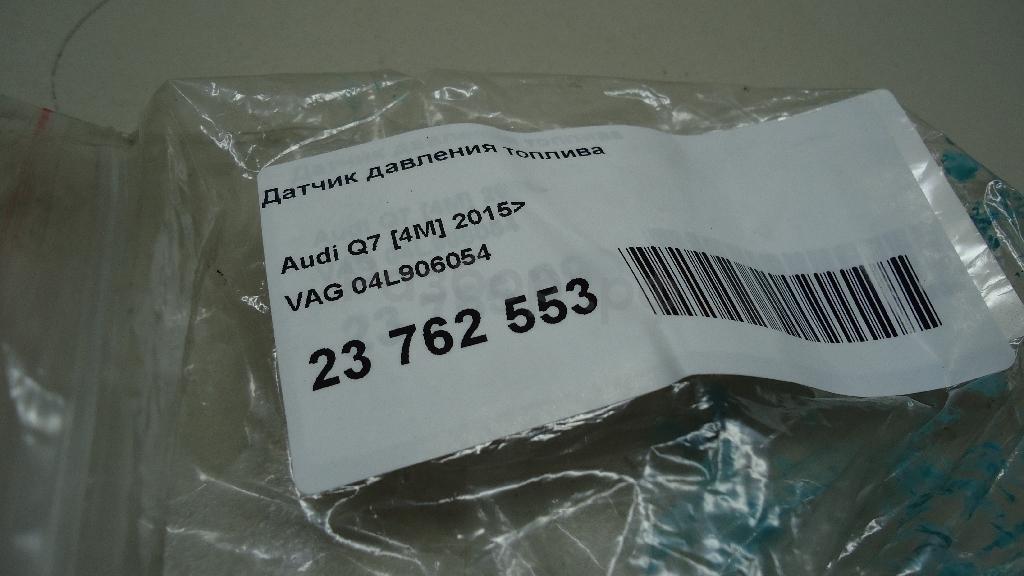 Датчик давления топлива
Audi Q7 [4M] 2015>
VAG 04L906054
23 762 553